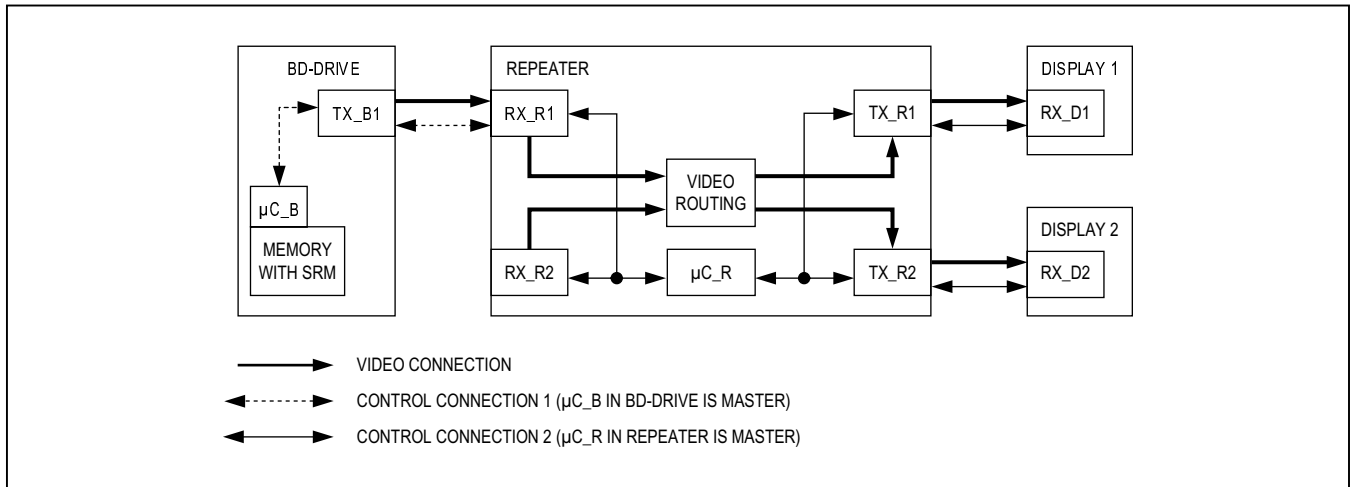 BD-DRIVE
TX_B1
µC_B
MEMORY
WITH SRM
REPEATER
RX_R1
RX_R2
VIDEO
ROUTING
µC_R
TX_R1
TX_R2
DISPLAY 1
RX_D1
DISPLAY 2
RX_D2
VIDEO CONNECTION
CONTROL CONNECTION 1 (µC_B IN BD-DRIVE IS MASTER)
CONTROL CONNECTION 2 (µC_R IN REPEATER IS MASTER)